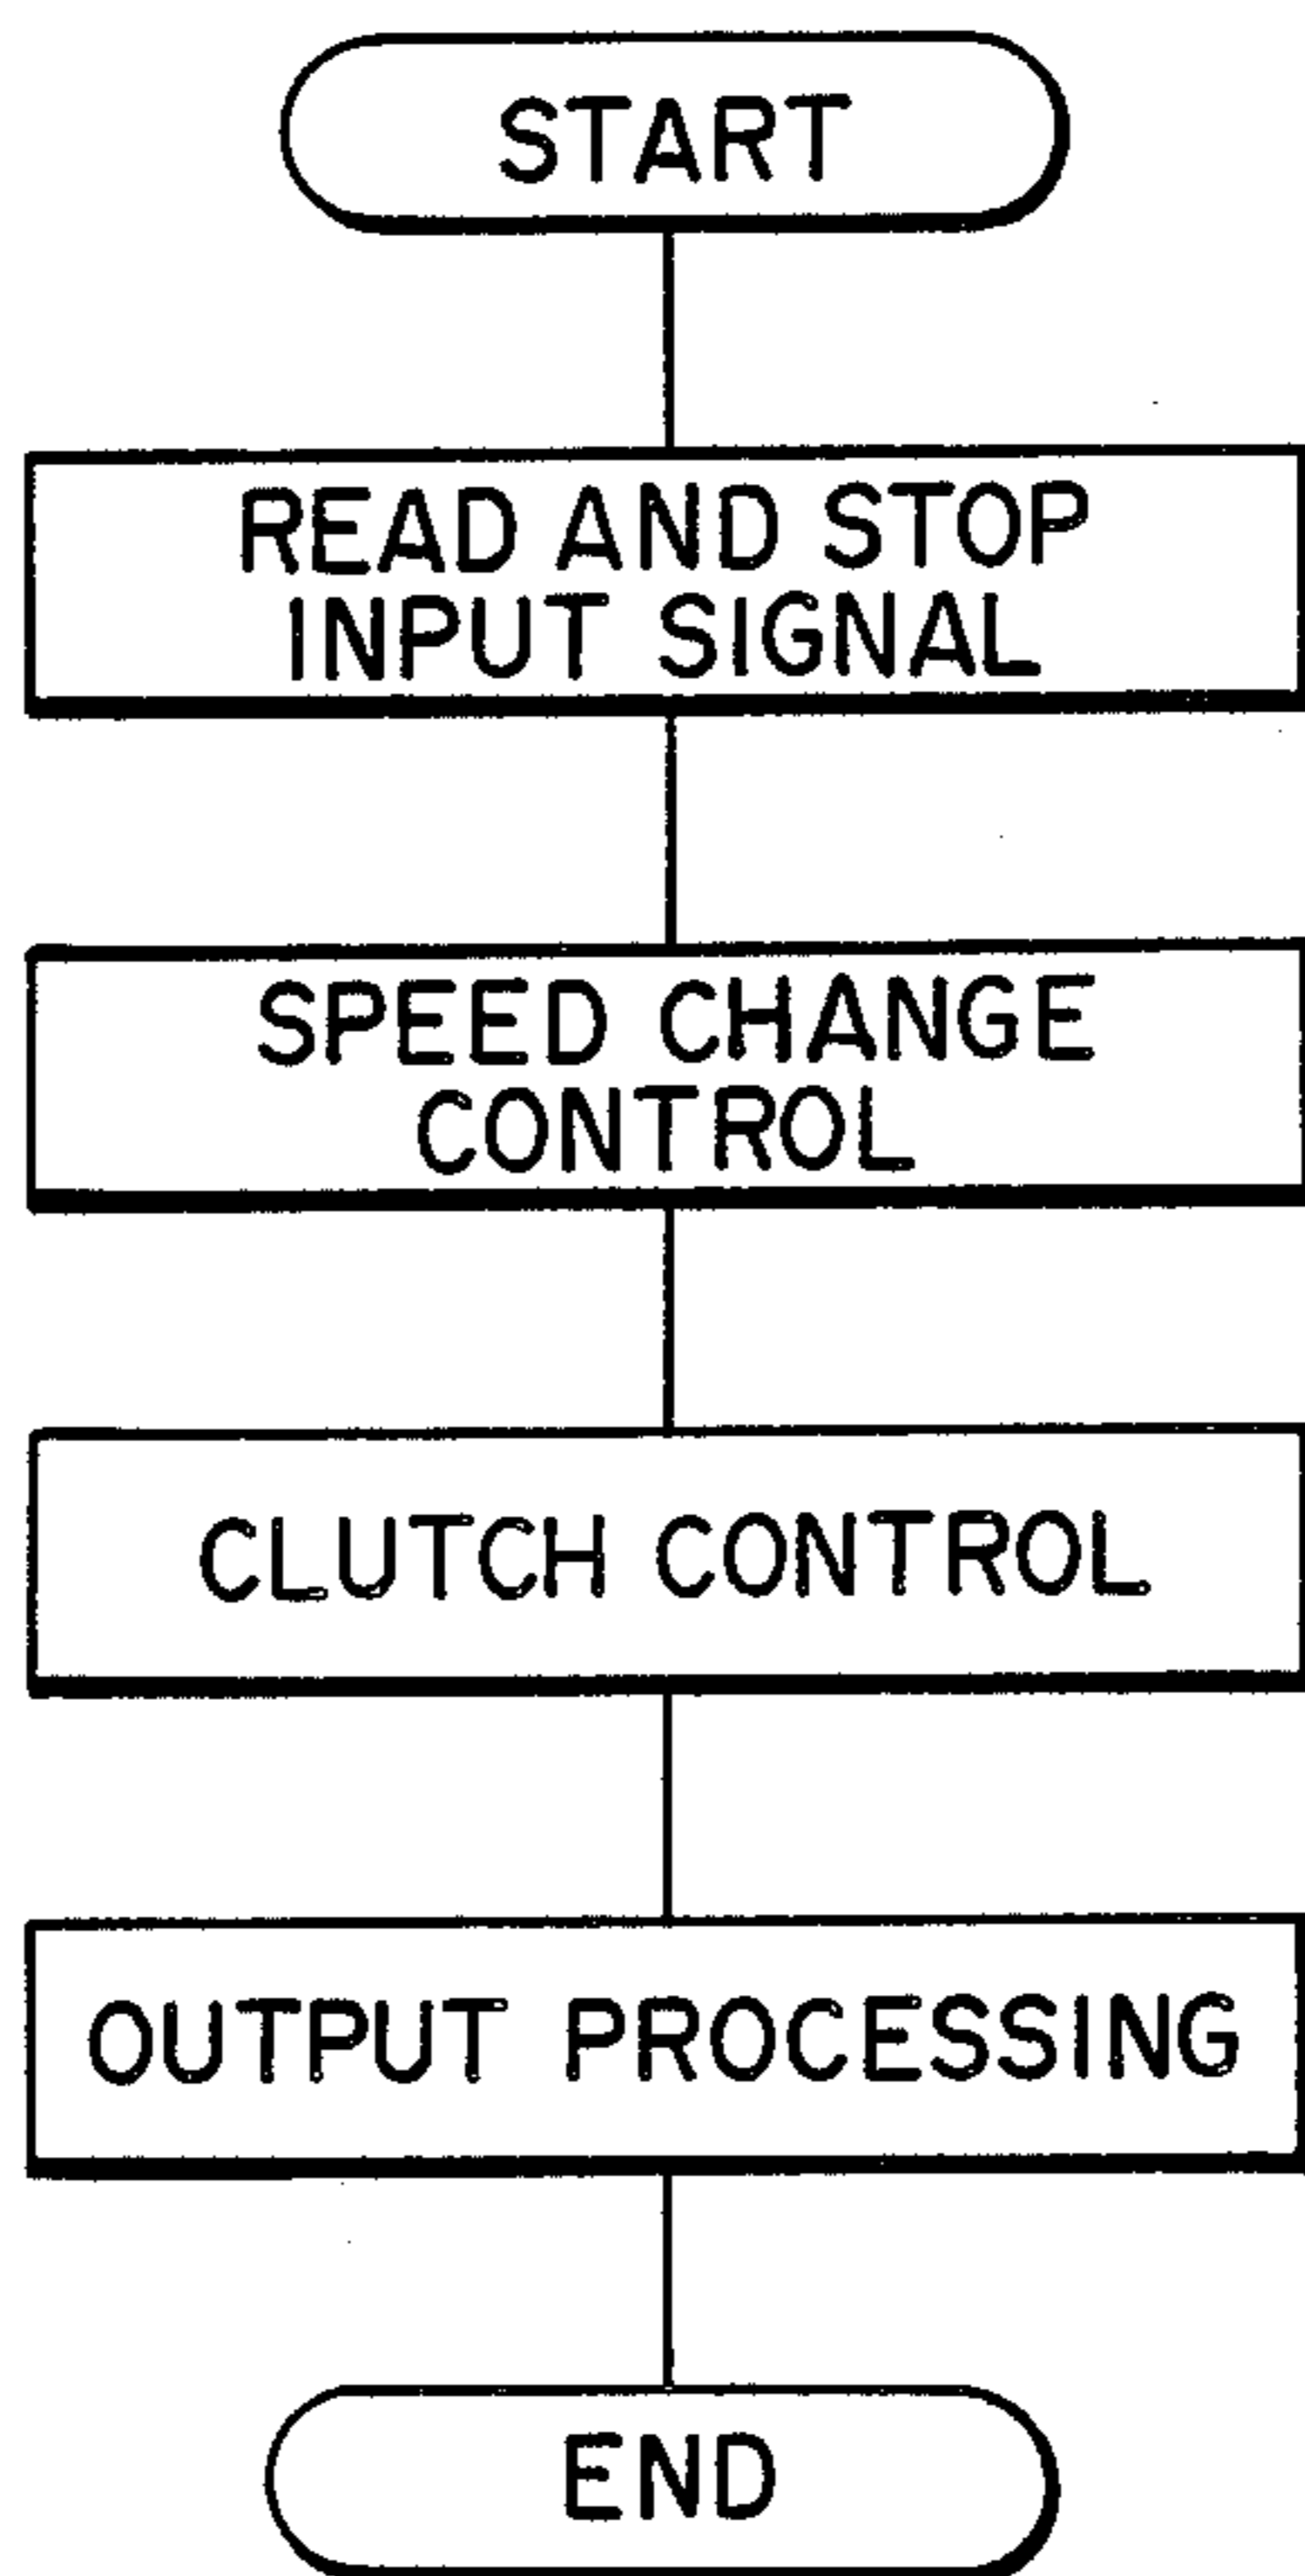 START
READ AND STOP
INPUT SIGNAL
SPEED CHANGE
CONTROL
CLUTCH CONTROL
OUTPUT PROCESSING
END